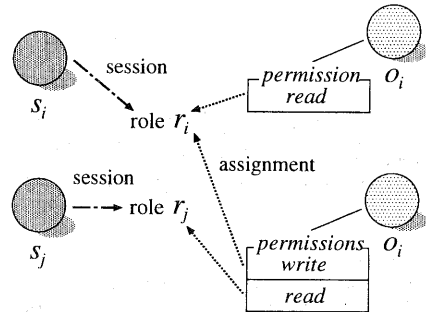 session
s_i
permission
read
o_i
role r_i
assignment
session
s_j
role r_j
permissions
write
read
o_i